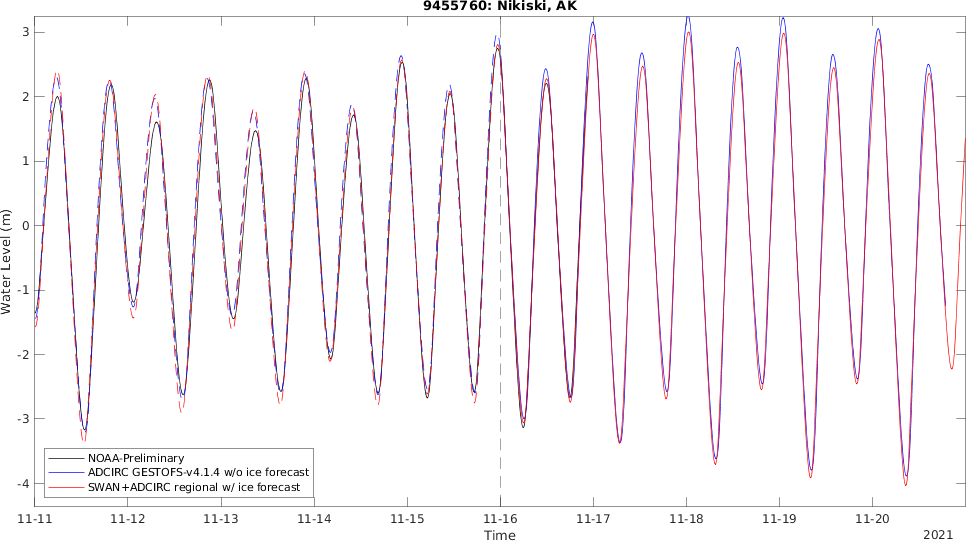 9455760: Nikiski, AK
Water Level (m)
3
2
1
0
-1
-2
-3
-4
NOAA-Preliminary
ADCIRC GESTOFS-v4.1.4 w/o ice forecast
SWAN+ADCIRC regional w/ ice forecast
11-11 11-12 11-13 11-14 11-15 11-16 11-17 11-18 11-19 11-20
Time
2021